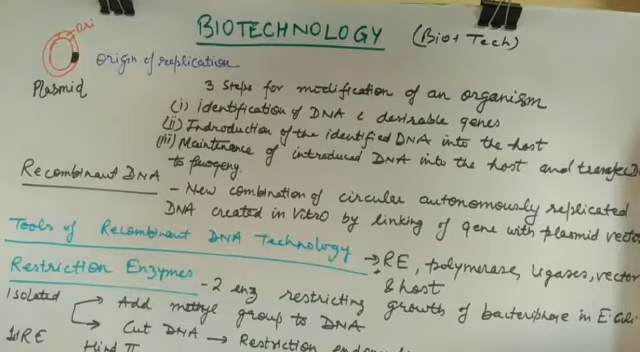 BIOTECHNOLOGY (Bio + Tech)
ori
origin of replication
Plasmid
3 steps for modification of an organism
(i) Identification of DNA c desirable genes
(ii) Indroduction of the identified DNA into the host
(iii) Maintenance of introduced DNA into the host and transfer D
to progeny.
Recombinant DNA
- New combination of circular autonomously replicated
DNA created in Vitro by linking of gene with plasmid vector
Tools of Recombinant DNA Technology → RE, polymerase, ligases, vector
& host
Restriction Enzymes - 2 enz restricting growth of bacteriophage in E. Coli
Isolated
Add methyl group to DNA
Cut DNA → Restriction
RE
Hind II